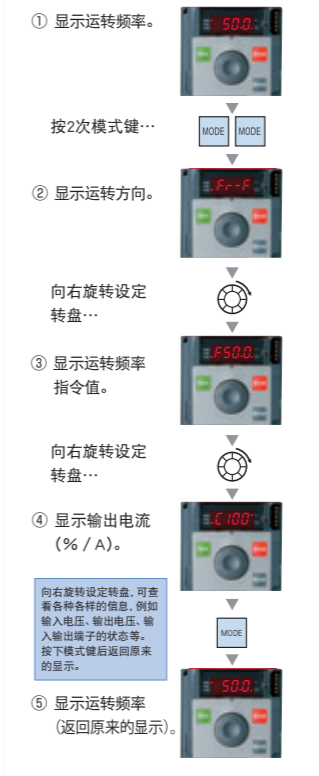 ① 显示运转频率。
50.0
按2次模式键…
MODE MODE
② 显示运转方向。
Fr-F
向右旋转设定
转盘…
③ 显示运转频率
指令值。
F50.0
向右旋转设定
转盘…
④ 显示输出电流
(% / A)。
C100
向右旋转设定转盘,可查
看各种各样的信息,例如
输入电压、输出电压、输
入输出端子的状态等。
按下模式键后返回原来
的显示。
MODE
⑤ 显示运转频率
(返回原来的显示)。
50.0